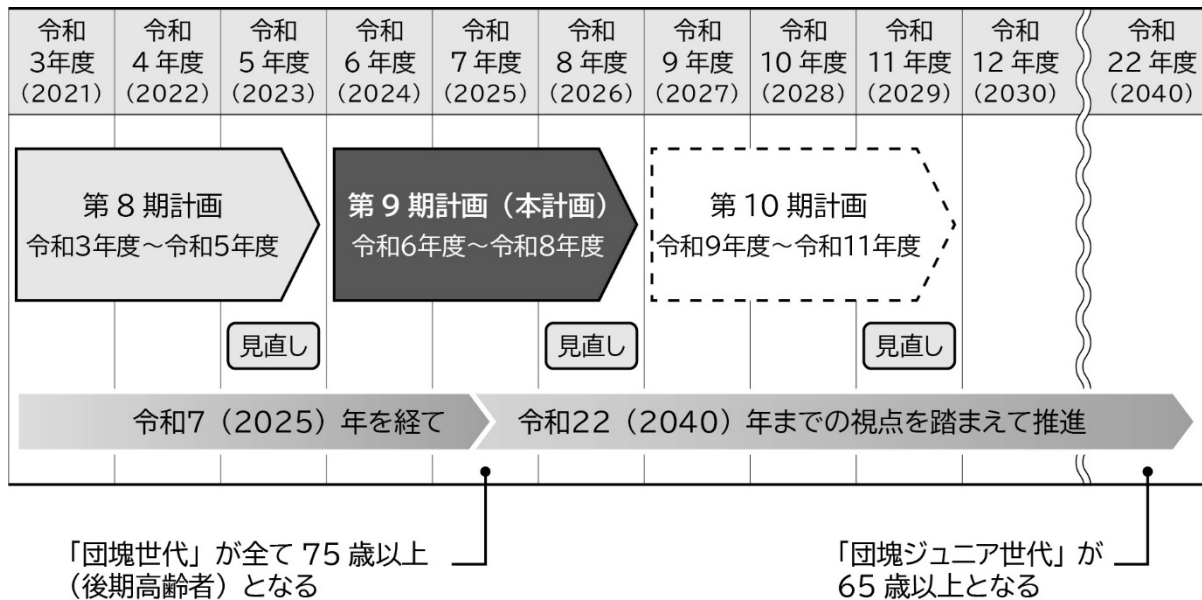 令和
3年度
(2021)
令和
4年度
(2022)
令和
5年度
(2023)
令和
6年度
(2024)
令和
7年度
(2025)
令和
8年度
(2026)
令和
9年度
(2027)
令和
10年度
(2028)
令和
11年度
(2029)
令和
12年度
(2030)
令和
22年度
(2040)
第8期計画
令和3年度～令和5年度
第9期計画（本計画）
令和6年度～令和8年度
第10期計画
令和9年度～令和11年度
見直し
見直し
見直し
令和7（2025）年を経て
令和22（2040）年までの視点を踏まえて推進
「団塊世代」が全て75歳以上
（後期高齢者）となる
「団塊ジュニア世代」が
65歳以上となる